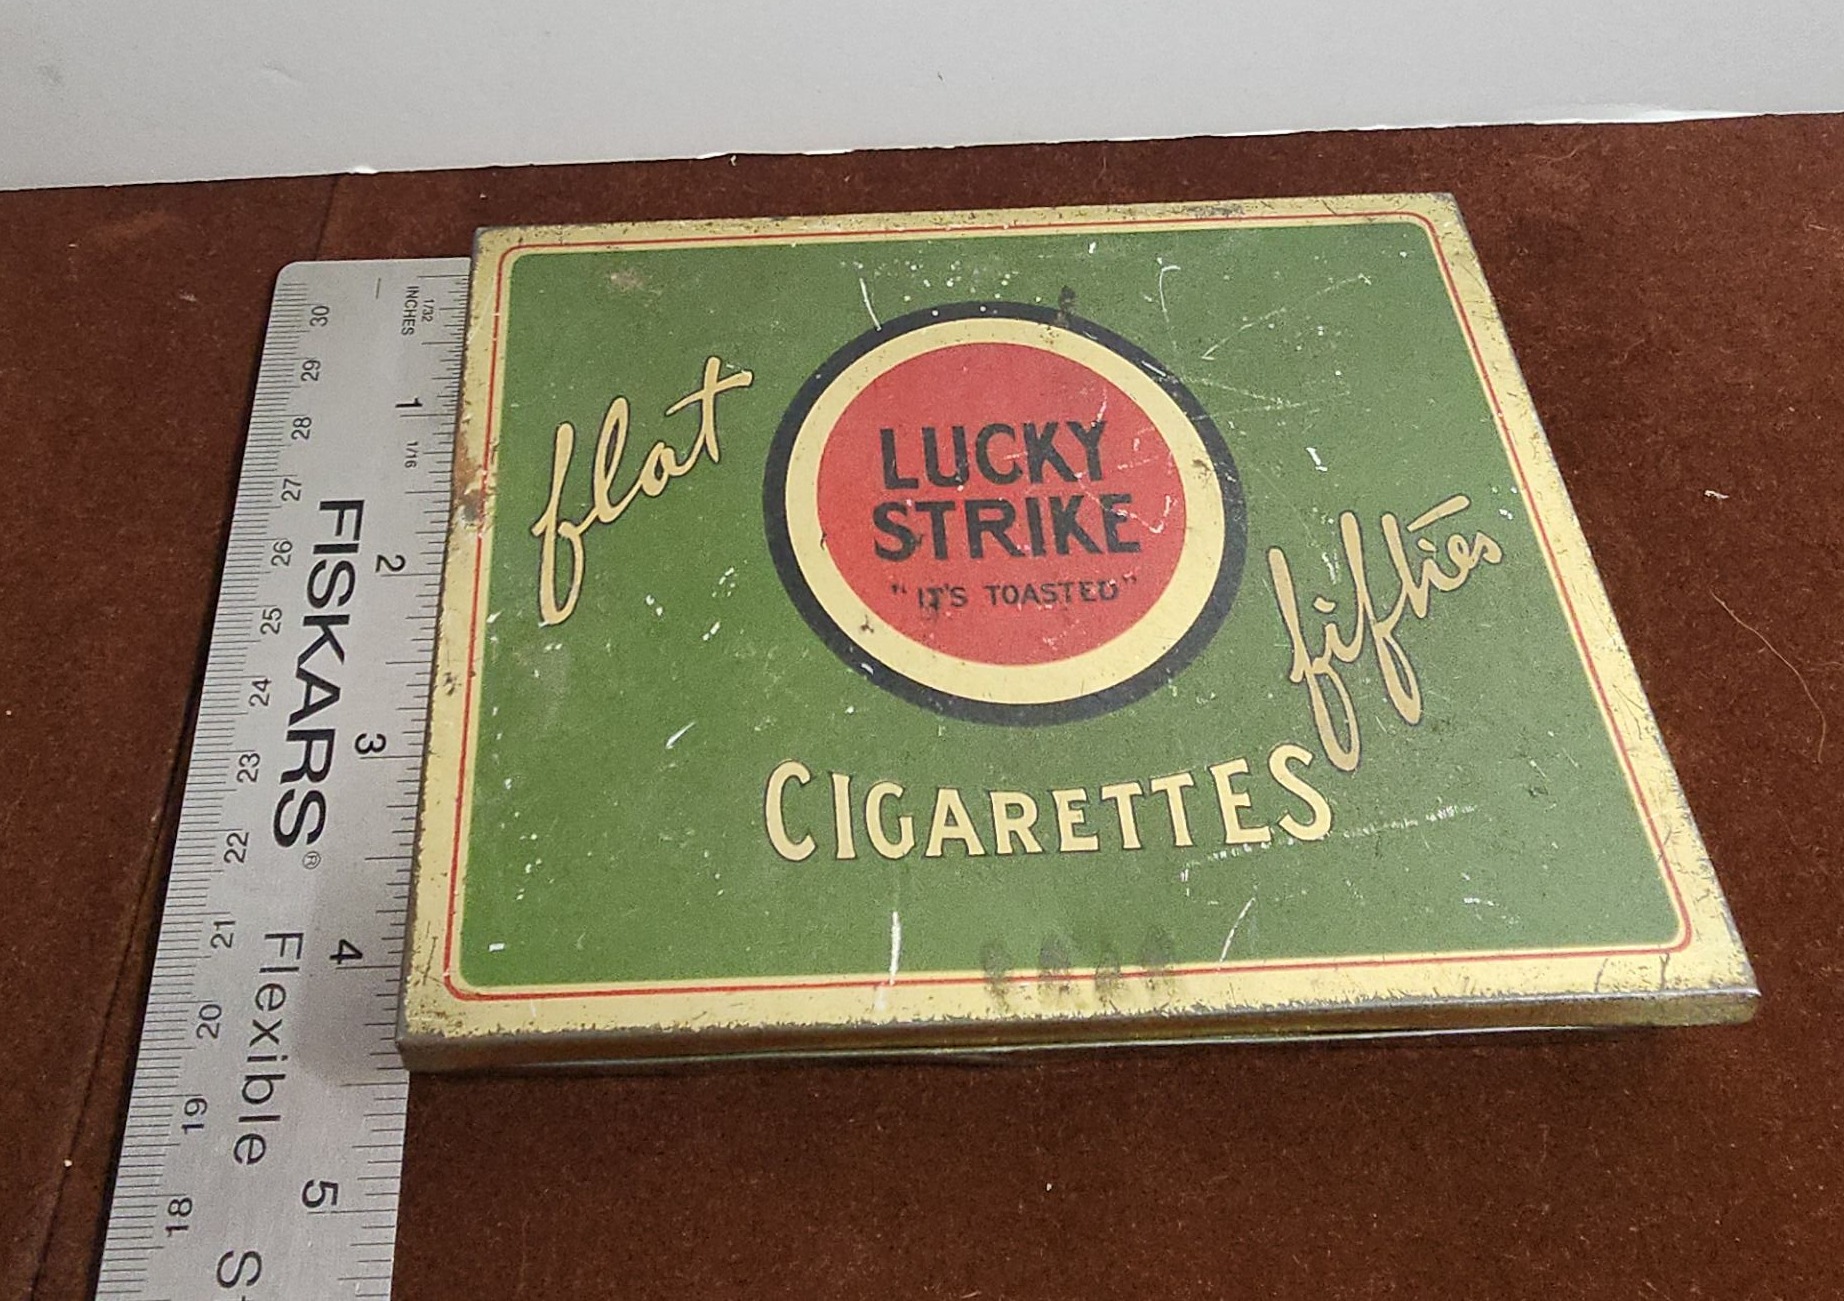 flat
LUCKY
STRIKE
"IT'S TOASTED"
fifties
CIGARETTES
INCHES
1/32
1/16
1
2
3
4
5
30
29
28
27
26
25
24
23
22
21
20
19
18
FISKARS®
Flexible